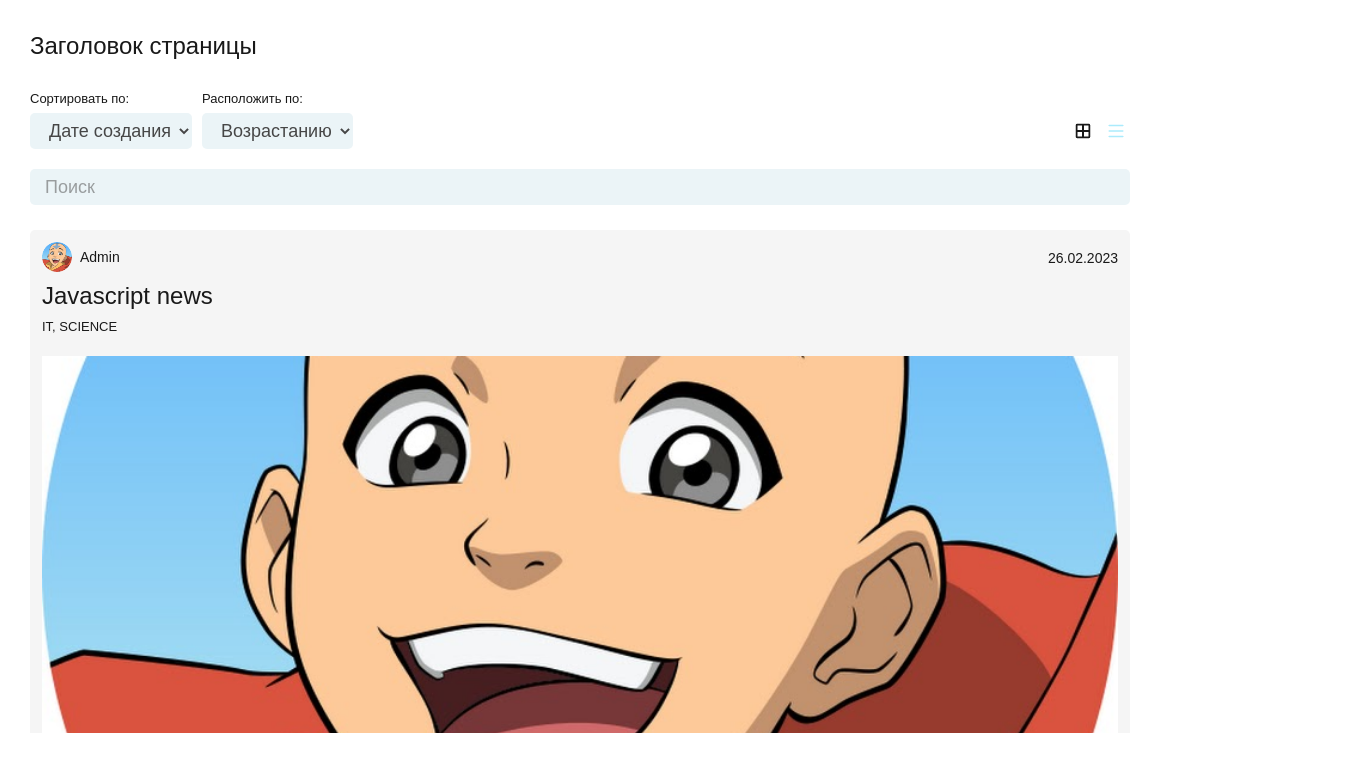 Заголовок страницы
Сортировать по: Расположить по:
Дате создания Возрастанию
Поиск
Admin 26.02.2023
Javascript news
IT, SCIENCE